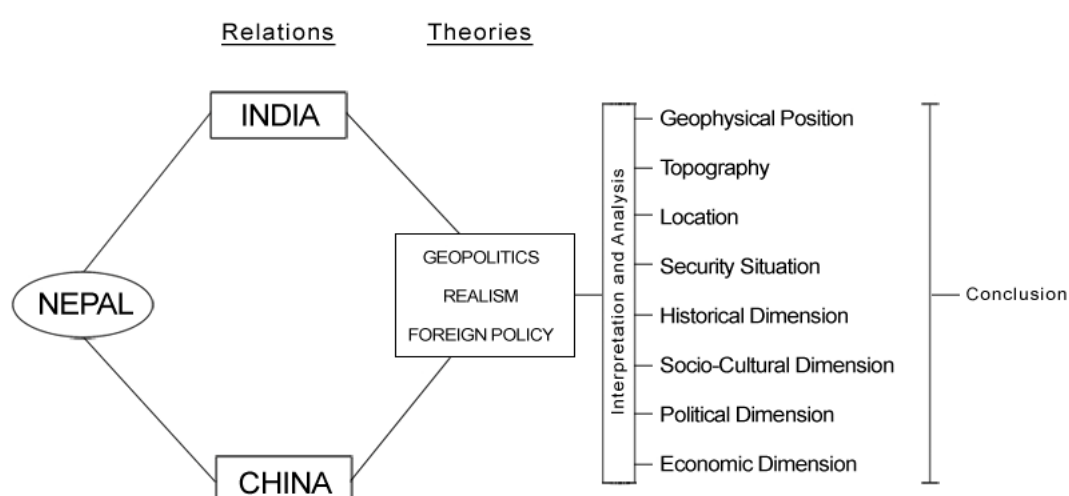 Relations
Theories
INDIA
NEPAL
CHINA
GEOPOLITICS
REALISM
FOREIGN POLICY
Interpretation and Analysis
Geophysical Position
Topography
Location
Security Situation
Historical Dimension
Socio-Cultural Dimension
Political Dimension
Economic Dimension
Conclusion